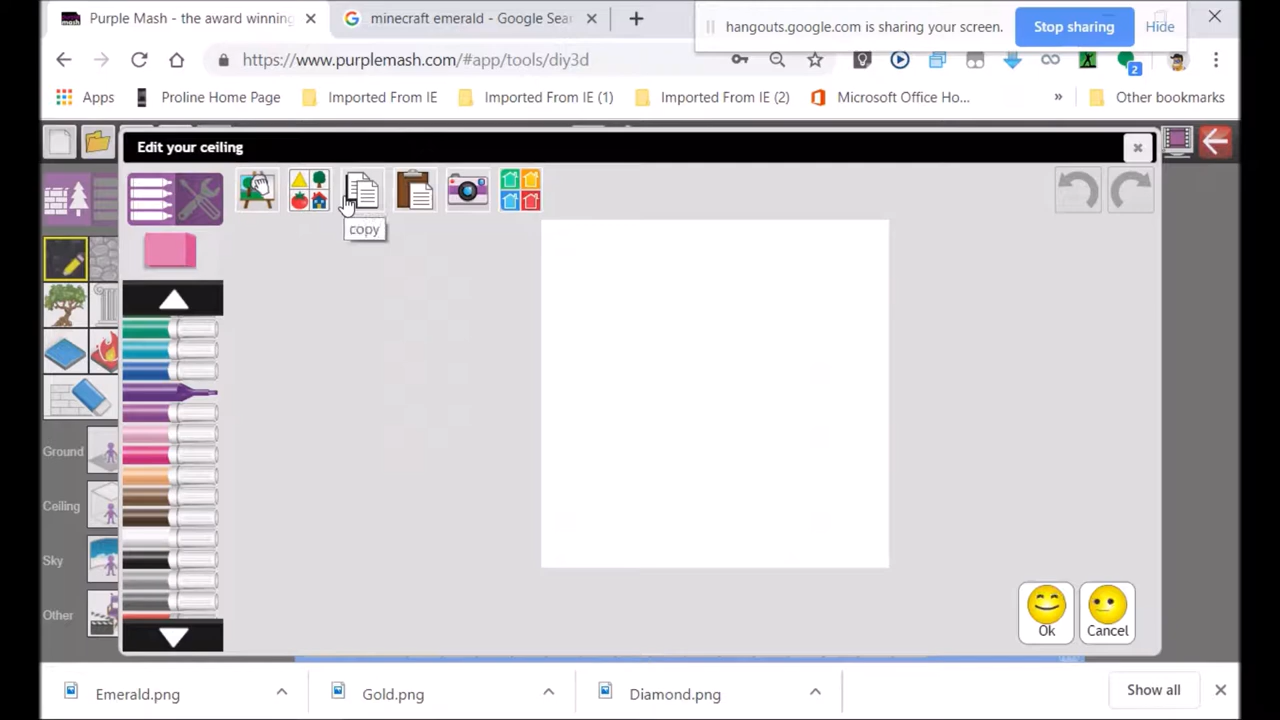 Purple Mash - the award winning
minecraft emerald - Google Sea
hangouts.google.com is sharing your screen.
Stop sharing
Hide
https://www.purplemash.com/#app/tools/diy3d
2
Apps
Proline Home Page
Imported From IE
Imported From IE (1)
Imported From IE (2)
Microsoft Office Ho...
»
Other bookmarks
Edit your ceiling
copy
Ground
Ceiling
Sky
Other
Ok
Cancel
Emerald.png
Gold.png
Diamond.png
Show all